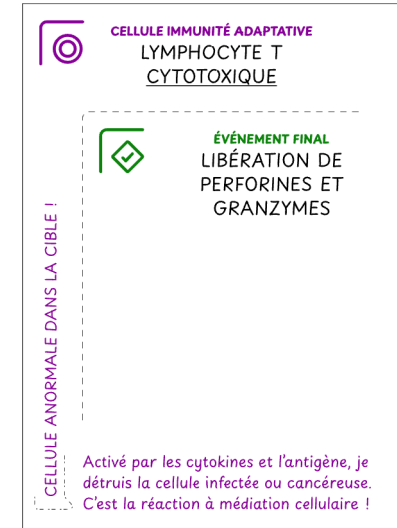 CELLULE IMMUNITÉ ADAPTATIVE
LYMPHOCYTE T
CYTOTOXIQUE
ÉVÉNEMENT FINAL
LIBÉRATION DE
PERFORINES ET
GRANZYMES
CELLULE ANORMALE DANS LA CIBLE !
Activé par les cytokines et l’antigène, je
détruis la cellule infectée ou cancéreuse.
C’est la réaction à médiation cellulaire !